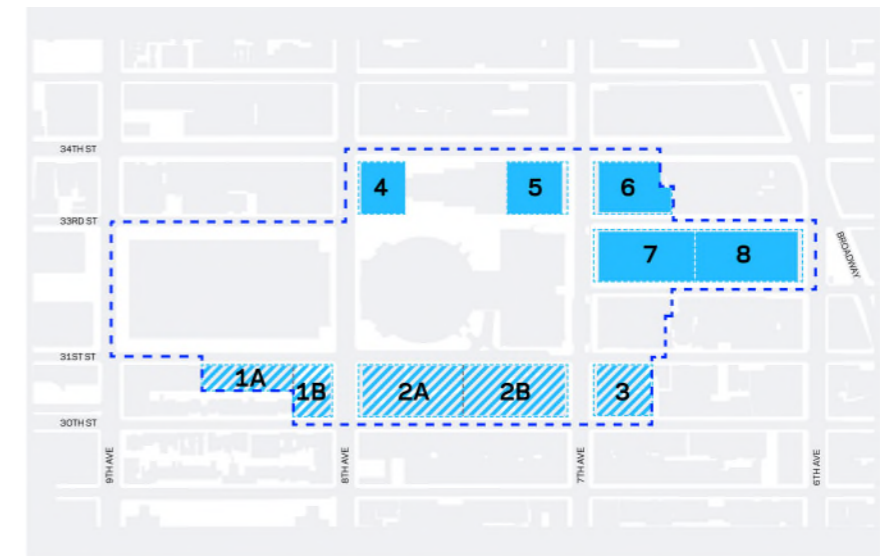 34TH ST
4
5
6
33RD ST
7
8
BROADWAY
31ST ST
1A
1B
2A
2B
3
30TH ST
9TH AVE
8TH AVE
7TH AVE
6TH AVE